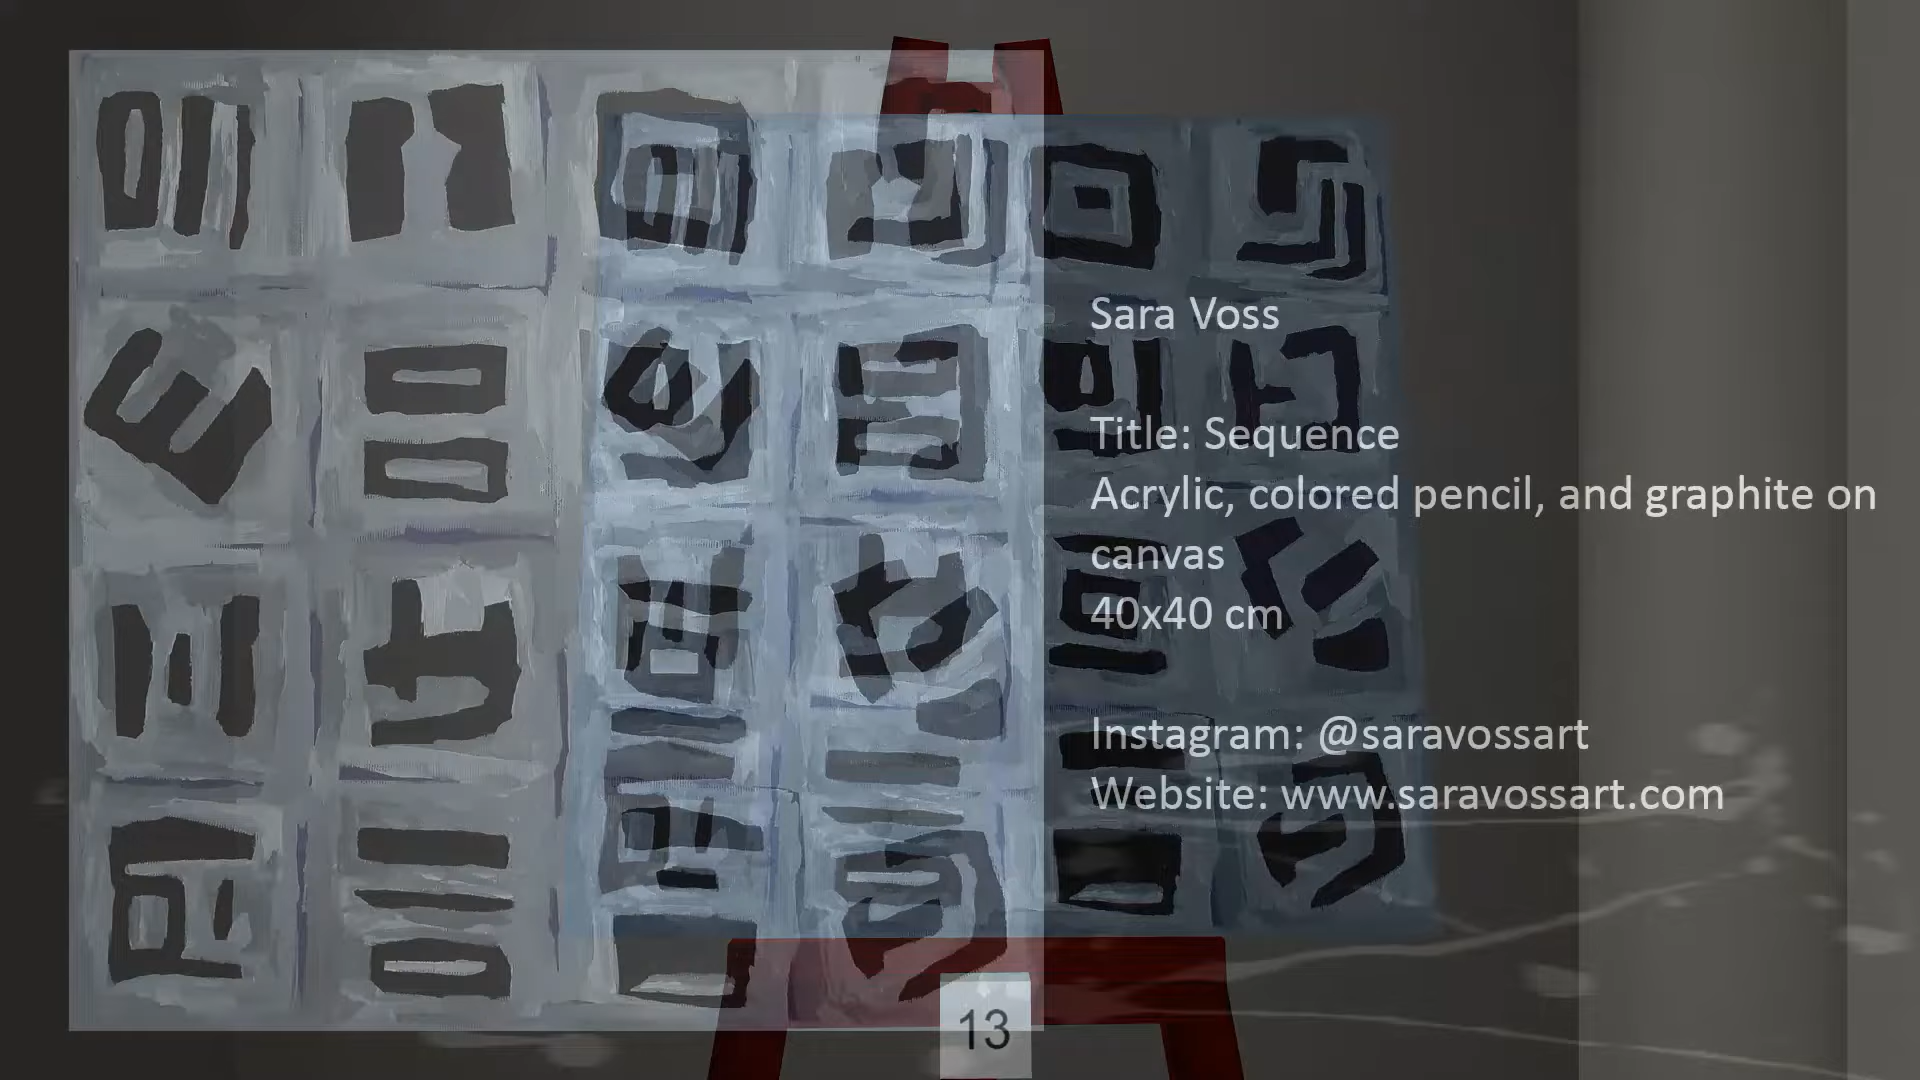 Sara Voss
Title: Sequence
Acrylic, colored pencil, and graphite on
canvas
40x40 cm
Instagram: @saravossart
Website: www.saravossart.com
13